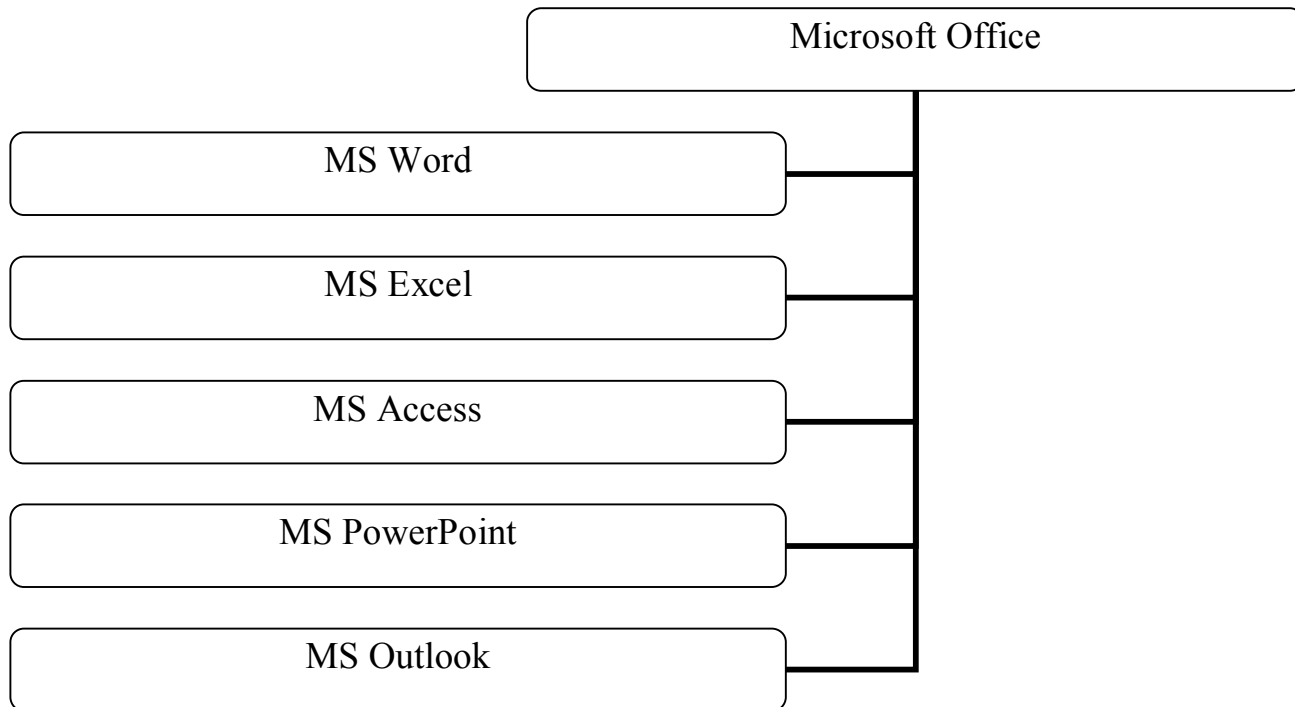 Microsoft Office
MS Word
MS Excel
MS Access
MS PowerPoint
MS Outlook